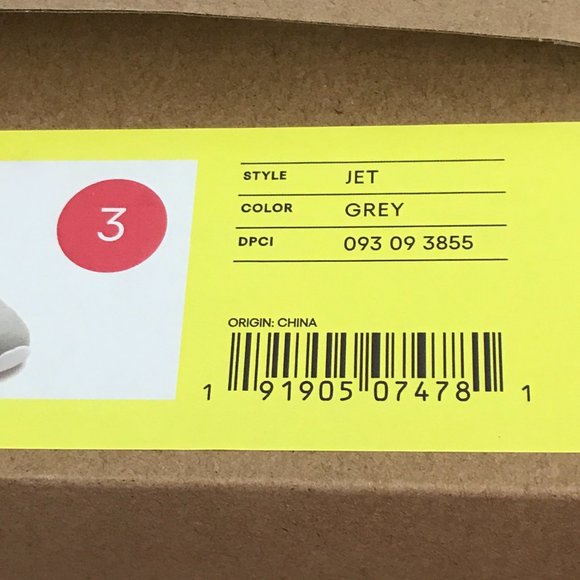 3
STYLE JET
COLOR GREY
DPCI 093 09 3855
ORIGIN: CHINA
1 91905 07478 1